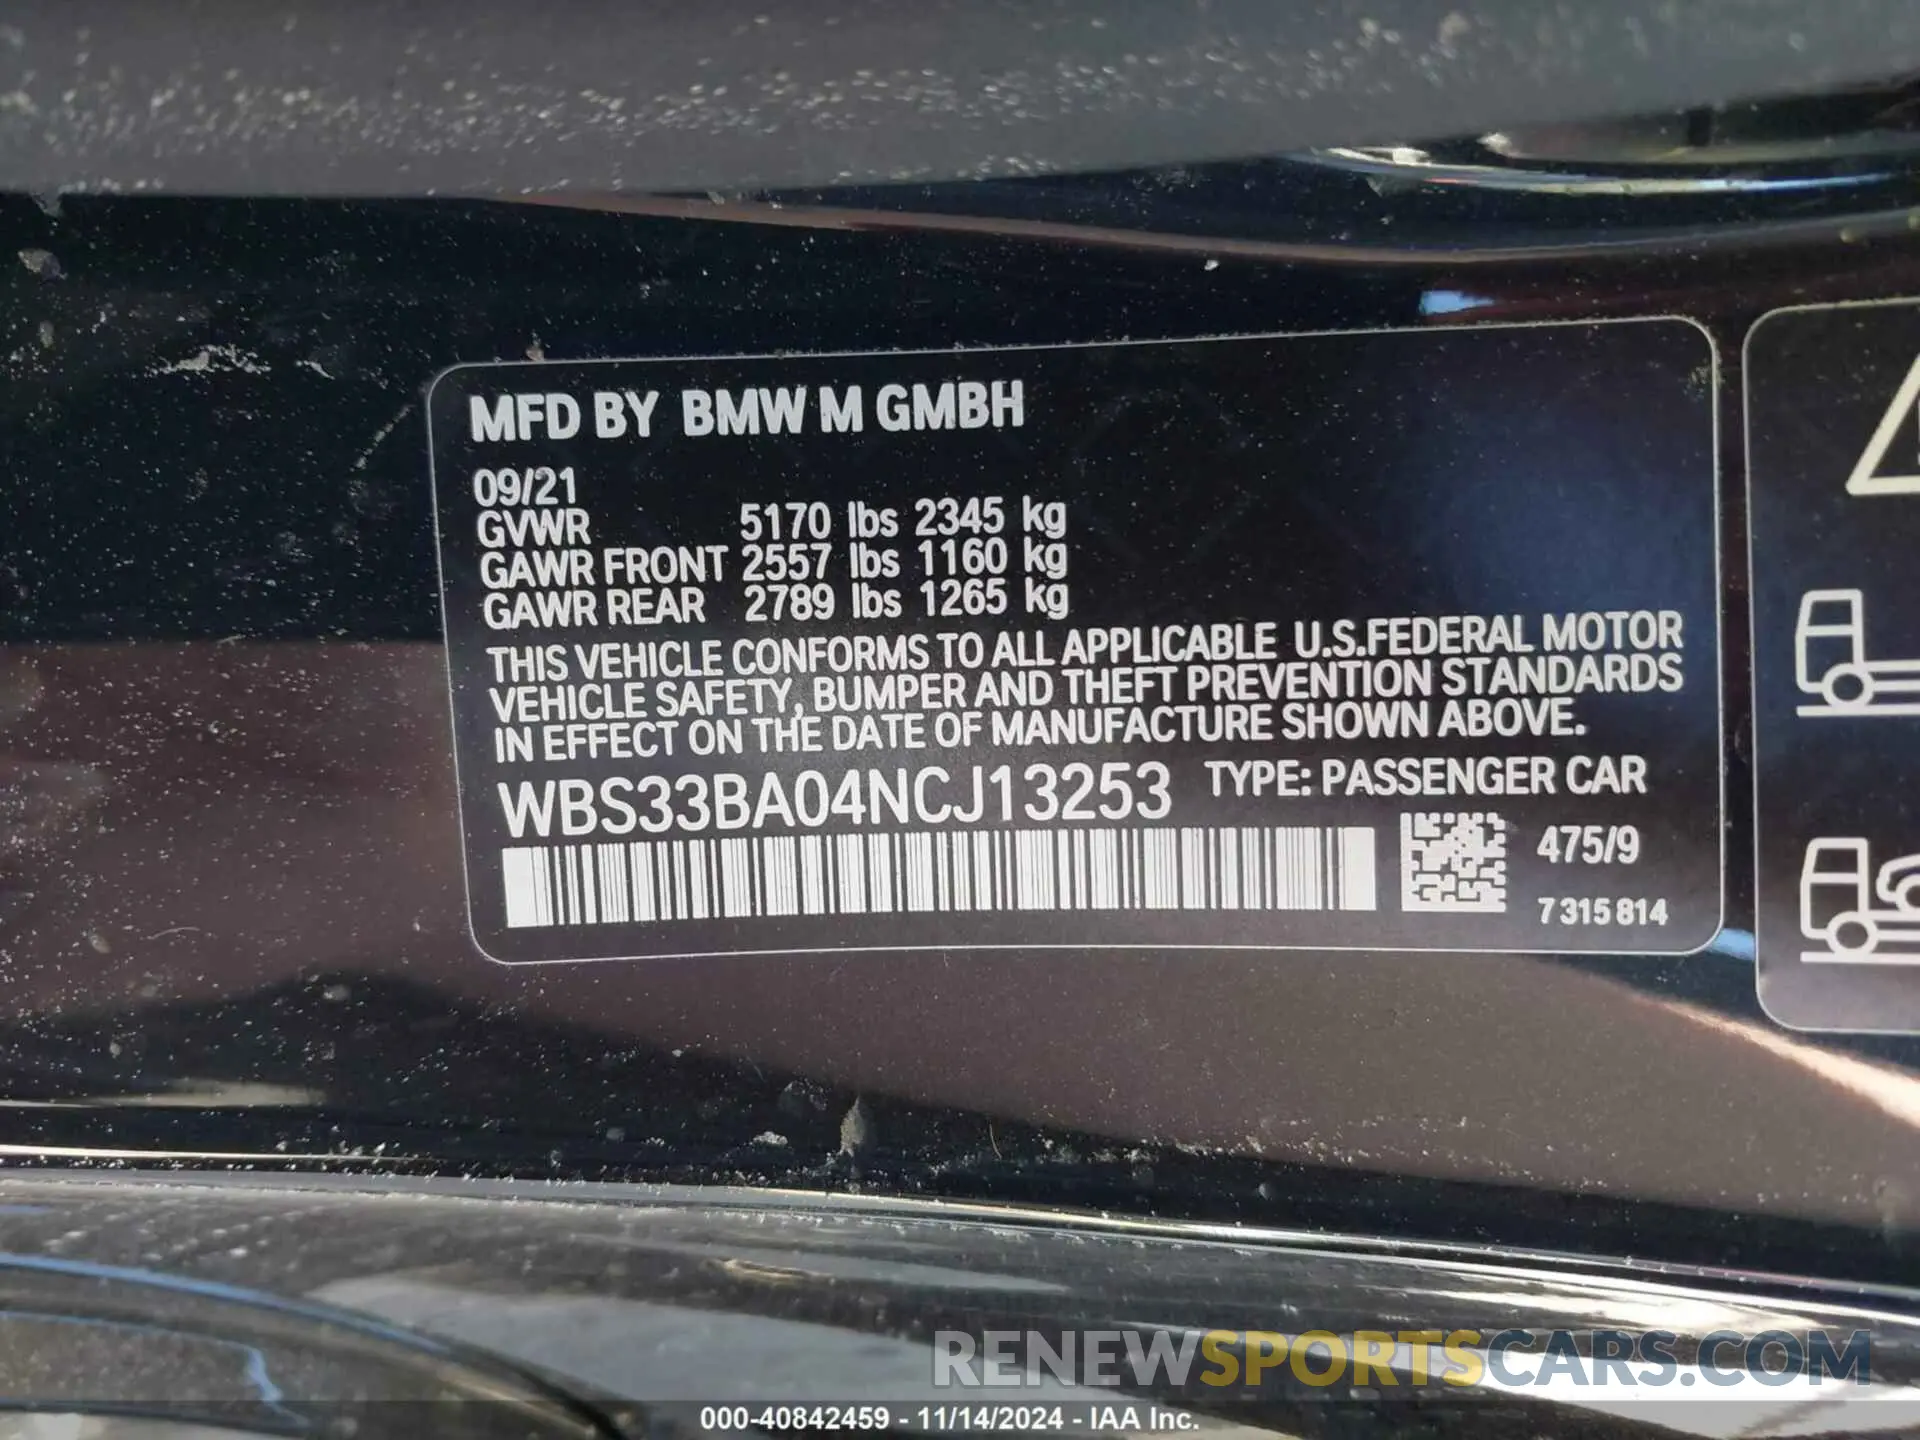 MFD BY BMW M GMBH
09/21
GVWR 5170 lbs 2345 kg
GAWR FRONT 2557 lbs 1160 kg
GAWR REAR 2789 lbs 1265 kg
THIS VEHICLE CONFORMS TO ALL APPLICABLE U.S.FEDERAL MOTOR
VEHICLE SAFETY, BUMPER AND THEFT PREVENTION STANDARDS
IN EFFECT ON THE DATE OF MANUFACTURE SHOWN ABOVE.
WBS33BA04NCJ13253 TYPE: PASSENGER CAR
475/9
7 315 814
RENEWSPORTSCARS.COM
000-40842459 - 11/14/2024 - IAA Inc.